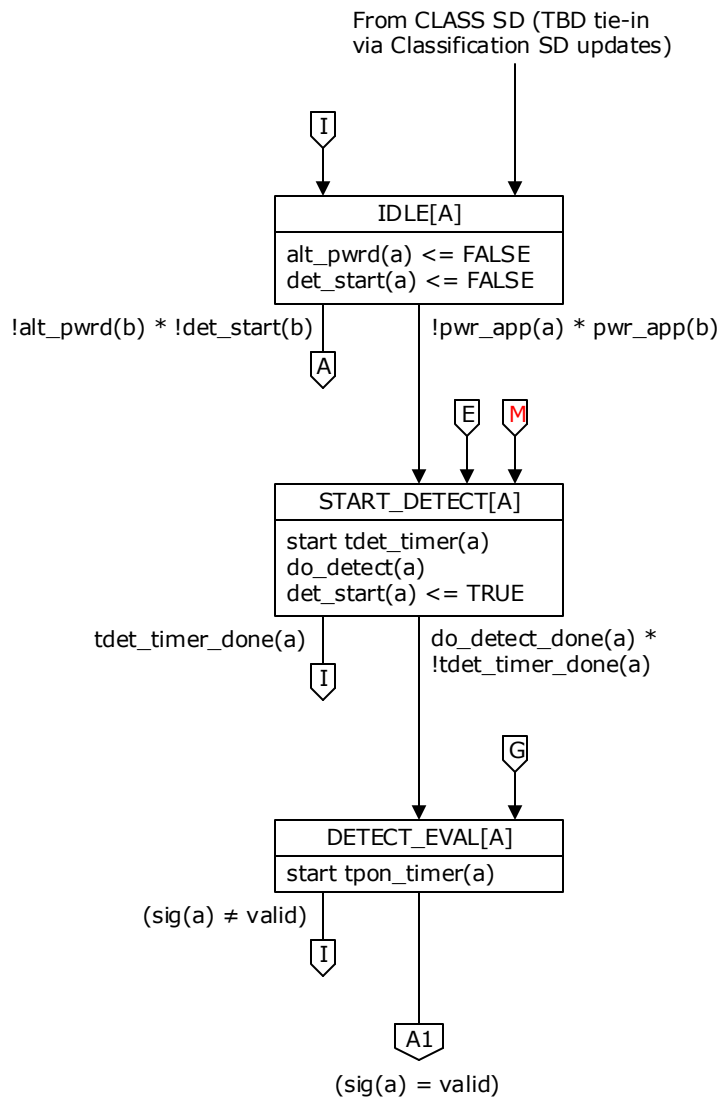 From CLASS SD (TBD tie-in
via Classification SD updates)
I
IDLE[A]
alt_pwrd(a) <= FALSE
det_start(a) <= FALSE
!alt_pwrd(b) * !det_start(b)
!pwr_app(a) * pwr_app(b)
A
E
M
START_DETECT[A]
start tdet_timer(a)
do_detect(a)
det_start(a) <= TRUE
tdet_timer_done(a)
do_detect_done(a) *
!tdet_timer_done(a)
I
G
DETECT_EVAL[A]
start tpon_timer(a)
(sig(a) ≠ valid)
I
A1
(sig(a) = valid)